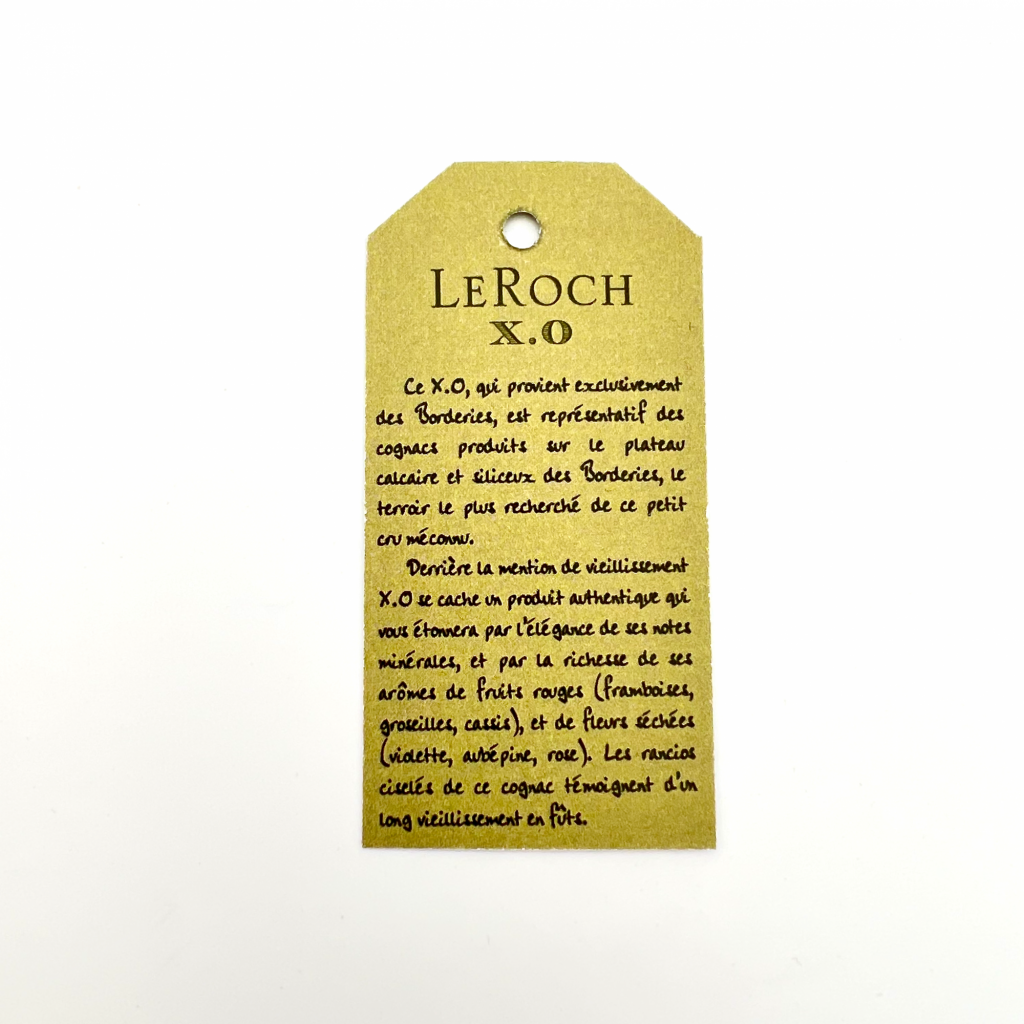 LEROCH
X.O
Ce X.O, qui provient exclusivement
des Borderies, est représentatif des
cognacs produits sur le plateau
calcaire et siliceux des Borderies, le
terroir le plus recherché de ce petit
cru méconnu.
Derrière la mention de vieillissement
X.O se cache un produit authentique qui
vous étonnera par l'élégance de ses notes
minérales, et par la richesse de ses
arômes de fruits rouges (framboises,
groseilles, cassis), et de fleurs séchées
(violette, aubépine, rose). Les rancios
ciselés de ce cognac témoignent d'un
long vieillissement en fûts.